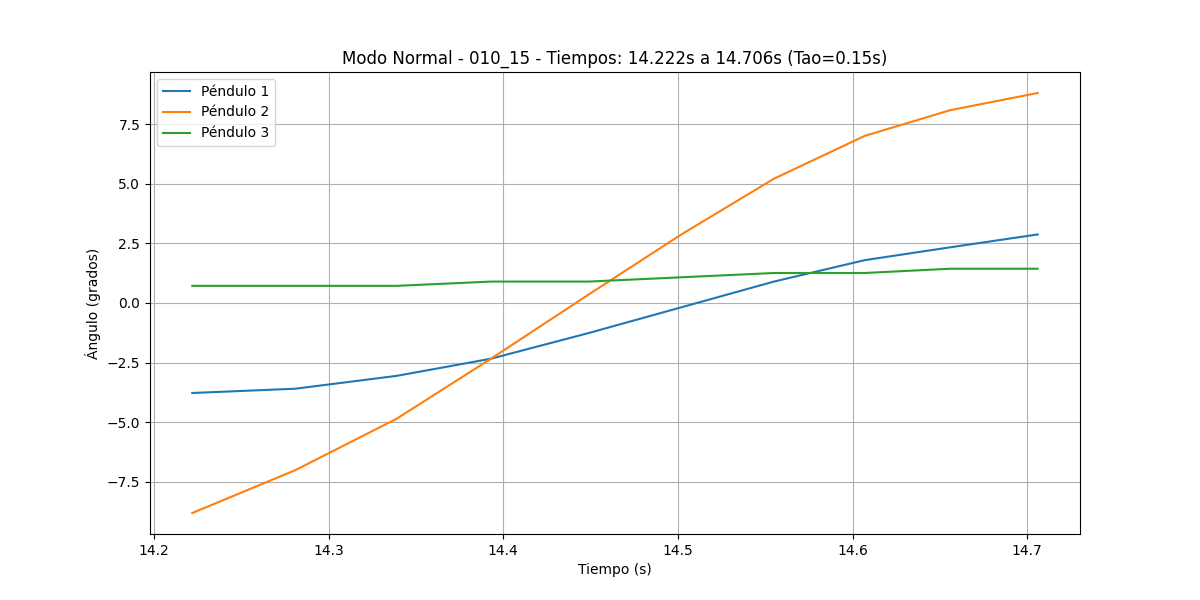 Modo Normal - 010_15 - Tiempos: 14.222s a 14.706s (Tao=0.15s)
Péndulo 1
Péndulo 2
Péndulo 3
7.5
5.0
2.5
0.0
−2.5
−5.0
−7.5
Ángulo (grados)
14.2 14.3 14.4 14.5 14.6 14.7
Tiempo (s)